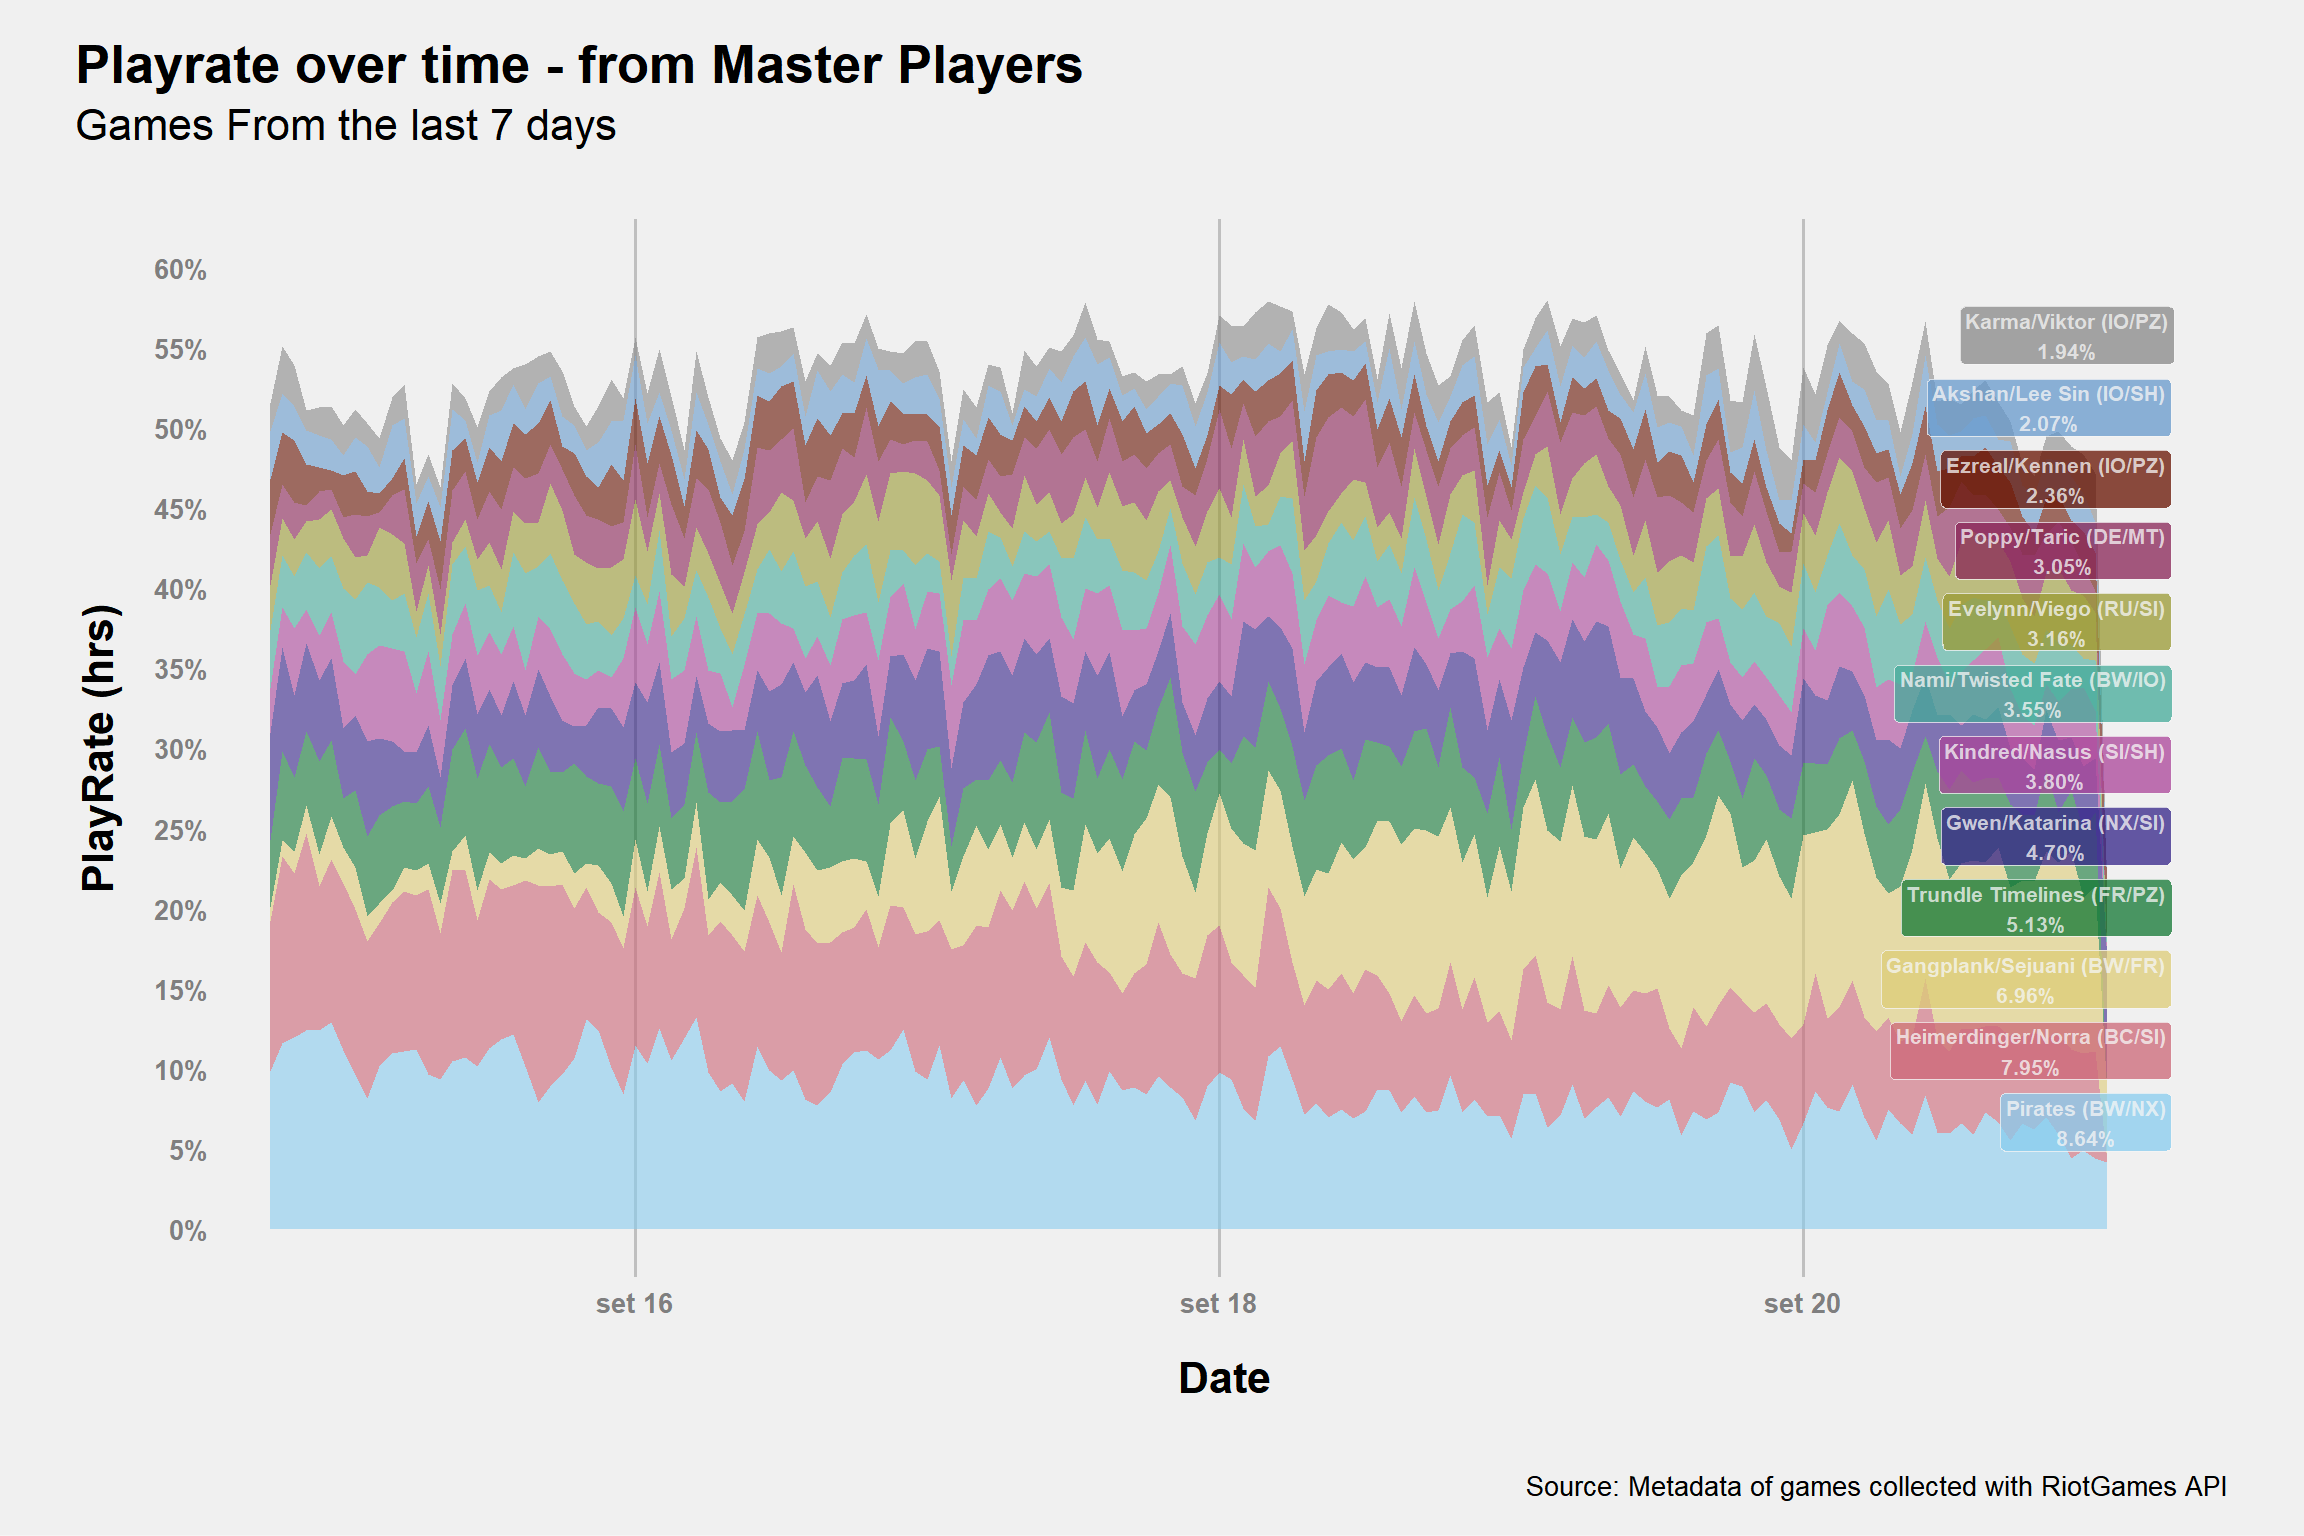 Playrate over time - from Master Players
Games From the last 7 days
PlayRate (hrs)
60%
55%
50%
45%
40%
35%
30%
25%
20%
15%
10%
5%
0%
Karma/Viktor (IO/PZ)
1.94%
Akshan/Lee Sin (IO/SH)
2.07%
Ezreal/Kennen (IO/PZ)
2.36%
Poppy/Taric (DE/MT)
3.05%
Evelynn/Viego (RU/SI)
3.16%
Nami/Twisted Fate (BW/IO)
3.55%
Kindred/Nasus (SI/SH)
3.80%
Gwen/Katarina (NX/SI)
4.70%
Trundle Timelines (FR/PZ)
5.13%
Gangplank/Sejuani (BW/FR)
6.96%
Heimerdinger/Norra (BC/SI)
7.95%
Pirates (BW/NX)
8.64%
set 16
set 18
set 20
Date
Source: Metadata of games collected with RiotGames API